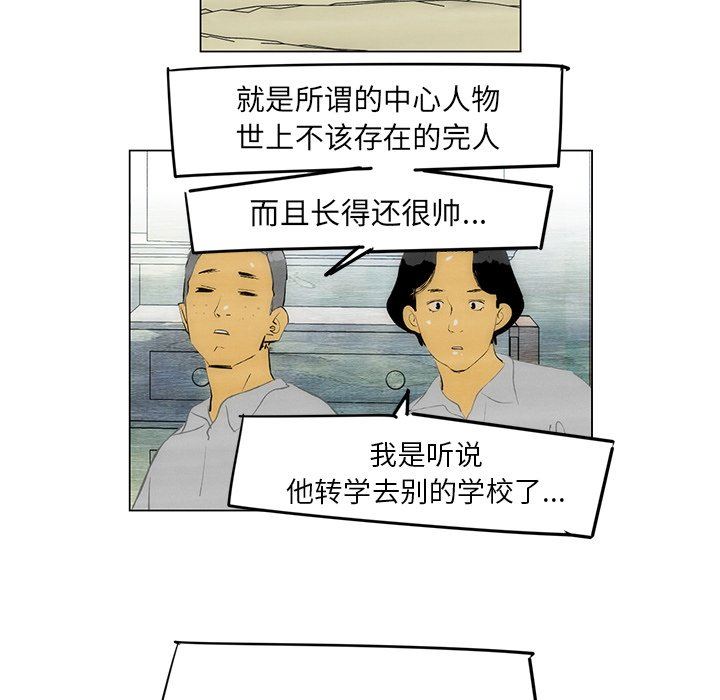 就是所谓的中心人物
世上不该存在的完人
而且长得还很帅...
我是听说
他转学去别的学校了...